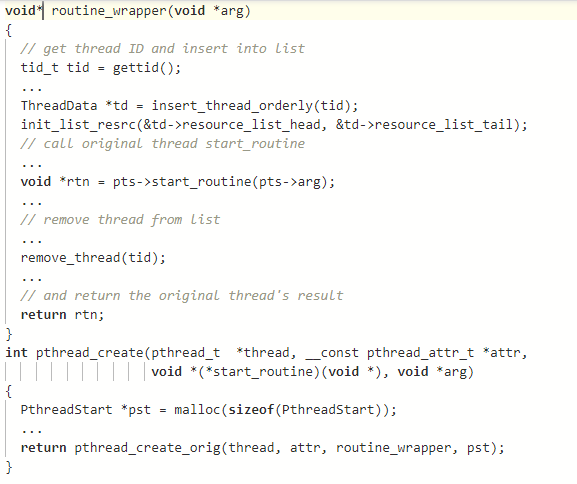 void* routine_wrapper(void *arg)
{
// get thread ID and insert into list
tid_t tid = gettid();
...
ThreadData *td = insert_thread_orderly(tid);
init_list_resrc(&td->resource_list_head, &td->resource_list_tail);
// call original thread start_routine
...
void *rtn = pts->start_routine(pts->arg);
...
// remove thread from list
...
remove_thread(tid);
...
// and return the original thread's result
return rtn;
}
int pthread_create(pthread_t  *thread, __const pthread_attr_t *attr,
void *(*start_routine)(void *), void *arg)
{
PthreadStart *pst = malloc(sizeof(PthreadStart));
...
return pthread_create_orig(thread, attr, routine_wrapper, pst);
}